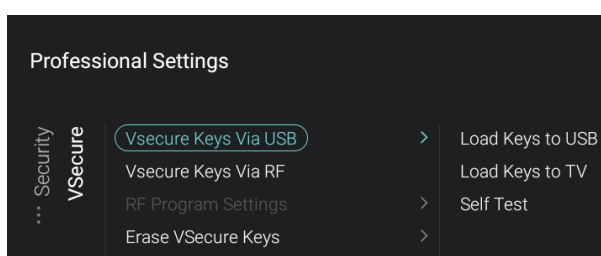 Professional Settings
... Security
VSecure
Vsecure Keys Via USB
Vsecure Keys Via RF
RF Program Settings
Erase VSecure Keys
Load Keys to USB
Load Keys to TV
Self Test